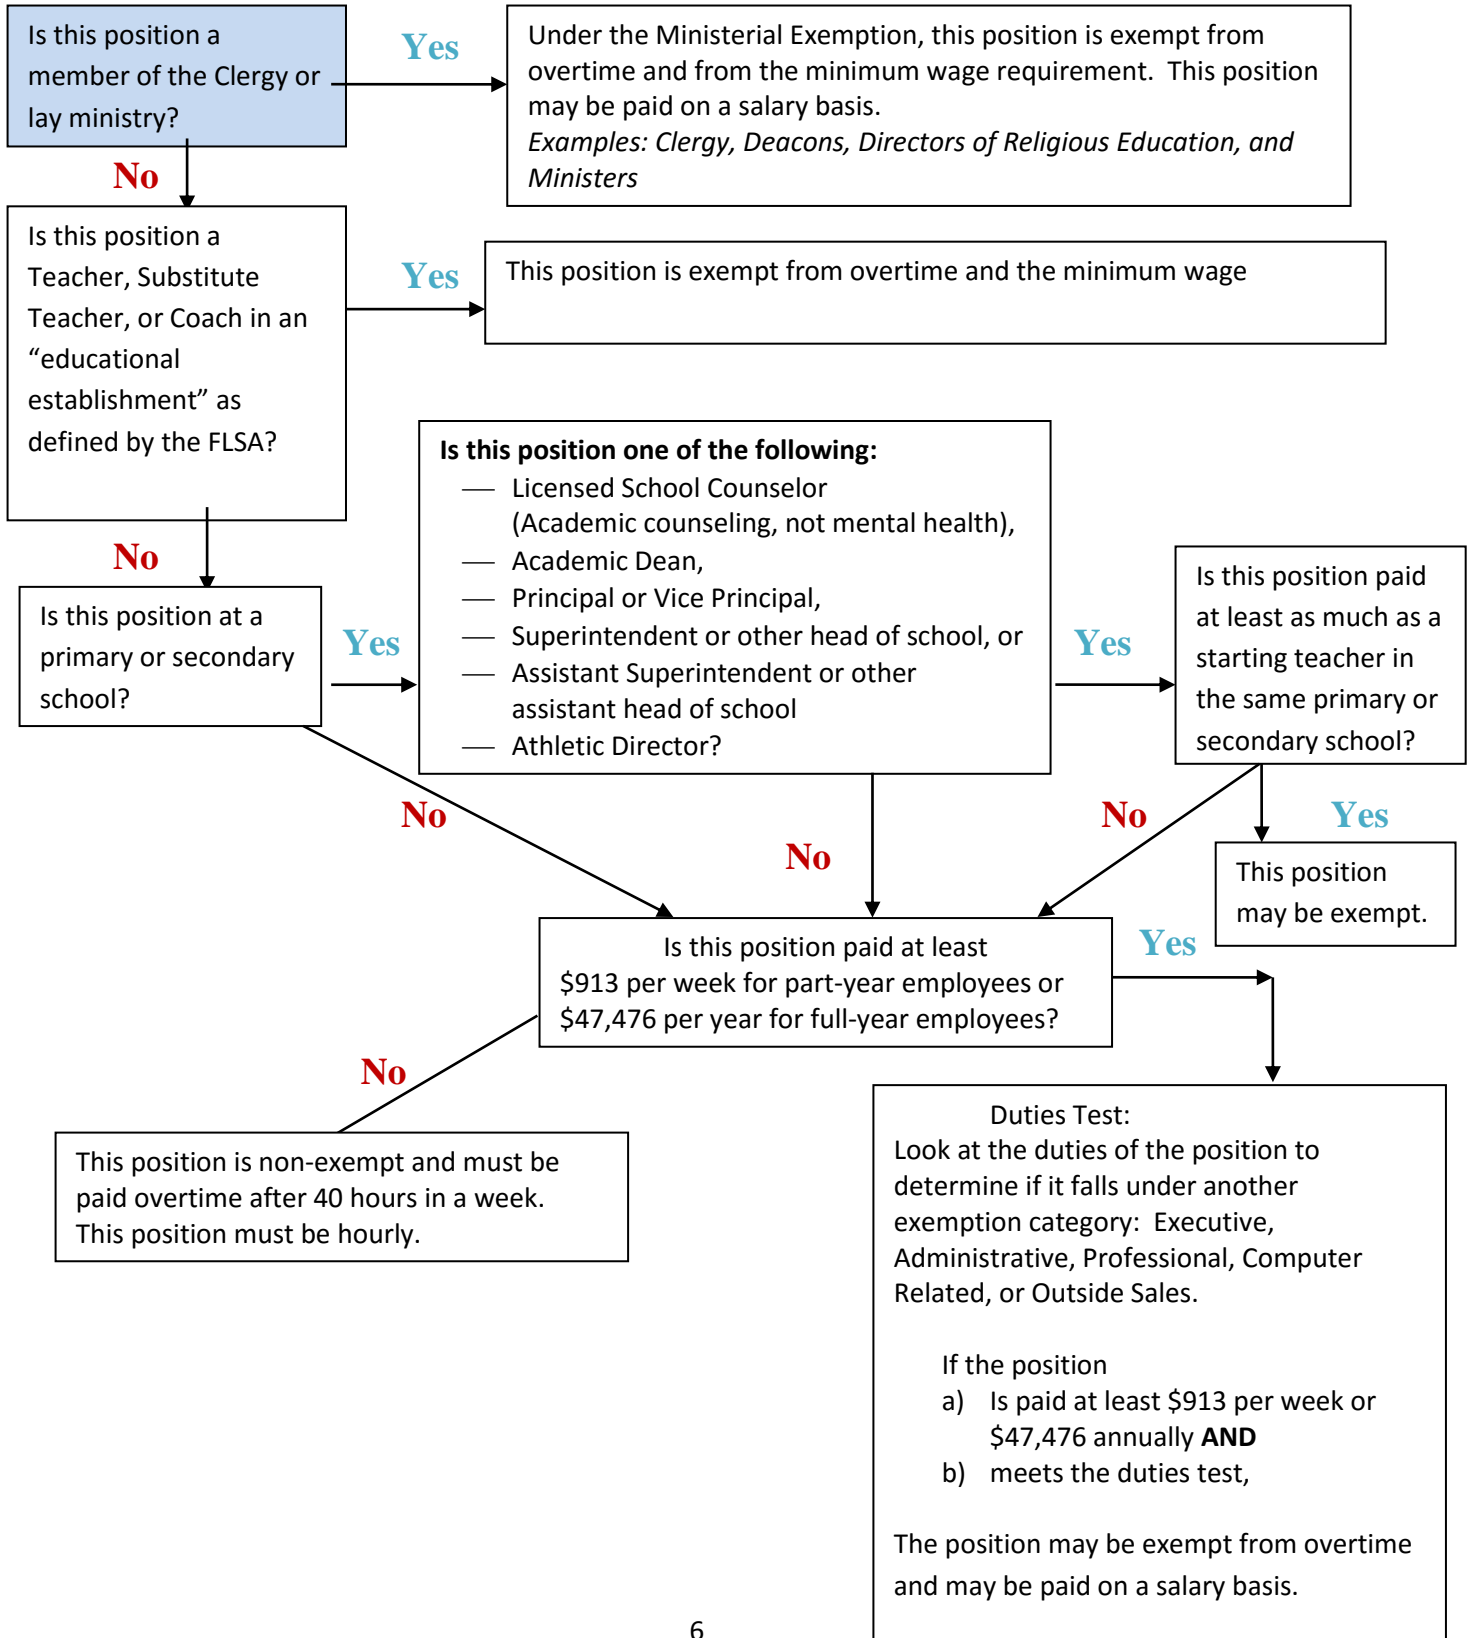 Is this position a
member of the Clergy or
lay ministry?
Yes
Under the Ministerial Exemption, this position is exempt from
overtime and from the minimum wage requirement.  This position
may be paid on a salary basis.
Examples: Clergy, Deacons, Directors of Religious Education, and
Ministers
No
Is this position a
Teacher, Substitute
Teacher, or Coach in an
“educational
establishment” as
defined by the FLSA?
Yes
This position is exempt from overtime and the minimum wage
No
Is this position at a
primary or secondary
school?
Yes
Is this position one of the following:
— Licensed School Counselor
(Academic counseling, not mental health),
— Academic Dean,
— Principal or Vice Principal,
— Superintendent or other head of school, or
— Assistant Superintendent or other
assistant head of school
— Athletic Director?
Yes
Is this position paid
at least as much as a
starting teacher in
the same primary or
secondary school?
No
No
No
Yes
This position
may be exempt.
Is this position paid at least
$913 per week for part-year employees or
$47,476 per year for full-year employees?
Yes
No
This position is non-exempt and must be
paid overtime after 40 hours in a week.
This position must be hourly.
Duties Test:
Look at the duties of the position to
determine if it falls under another
exemption category:  Executive,
Administrative, Professional, Computer
Related, or Outside Sales.
If the position
a) Is paid at least $913 per week or
$47,476 annually AND
b) meets the duties test,
The position may be exempt from overtime
and may be paid on a salary basis.
6